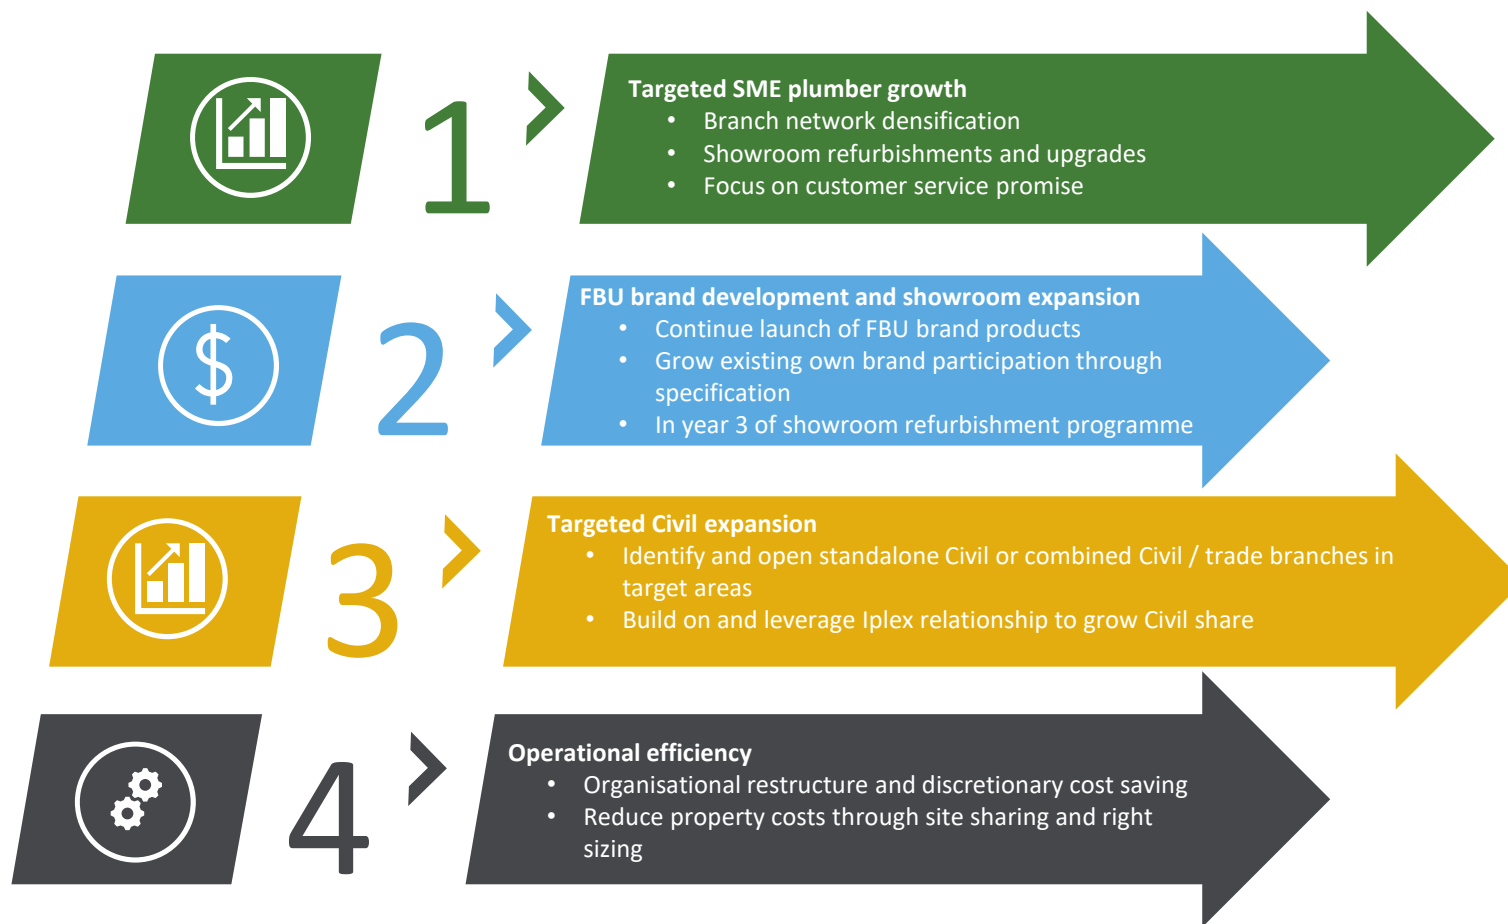 1
Targeted SME plumber growth
• Branch network densification
• Showroom refurbishments and upgrades
• Focus on customer service promise
2
FBU brand development and showroom expansion
• Continue launch of FBU brand products
• Grow existing own brand participation through
specification
• In year 3 of showroom refurbishment programme
3
Targeted Civil expansion
• Identify and open standalone Civil or combined Civil / trade branches in
target areas
• Build on and leverage Iplex relationship to grow Civil share
4
Operational efficiency
• Organisational restructure and discretionary cost saving
• Reduce property costs through site sharing and right
sizing